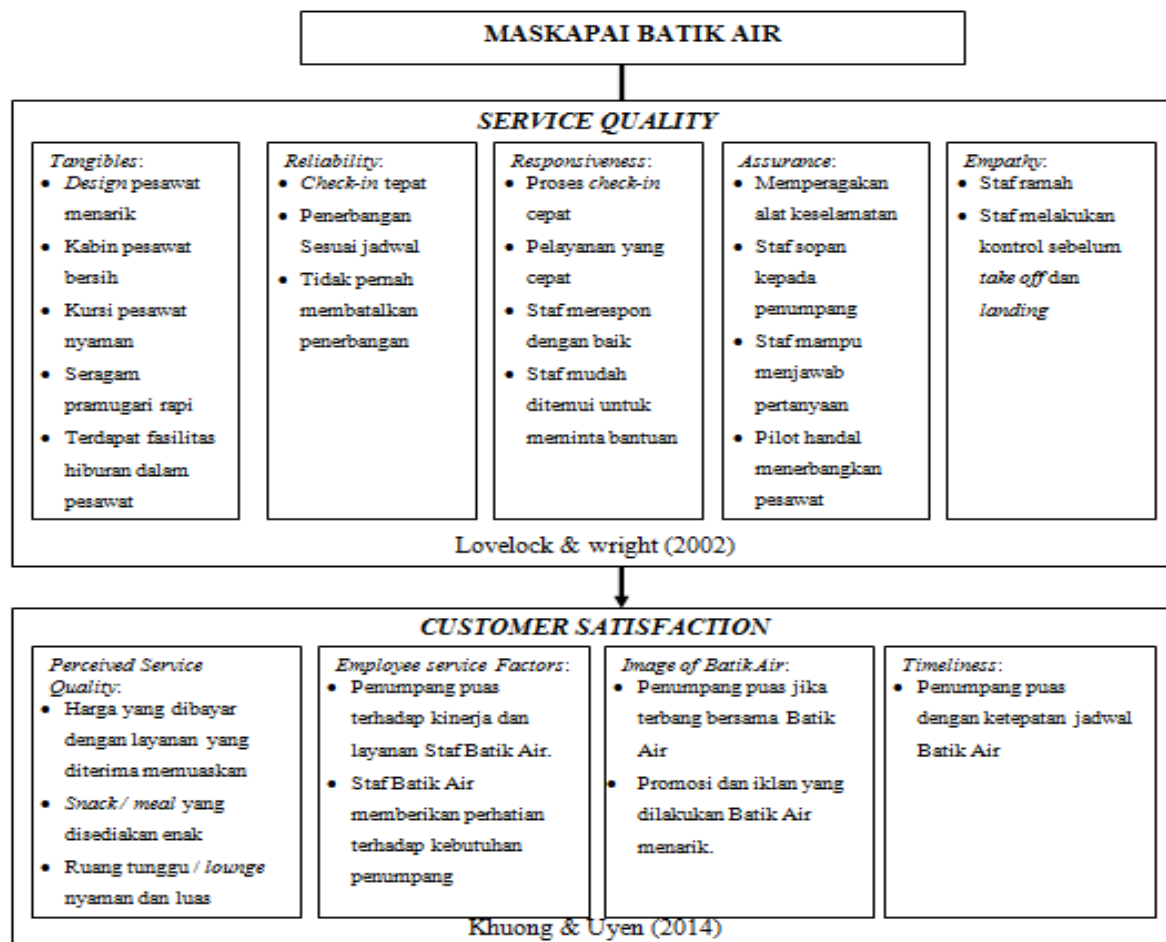 MASKAPAI BATIK AIR
SERVICE QUALITY
Tangibles:
• Design pesawat
menarik
• Kabin pesawat
bersih
• Kursi pesawat
nyaman
• Seragam
pramugari rapi
• Terdapat fasilitas
hiburan dalam
pesawat
Reliability:
• Check-in tepat
• Penerbangan
Sesuai jadwal
• Tidak pernah
membatalkan
penerbangan
Responsiveness:
• Proses check-in
cepat
• Pelayanan yang
cepat
• Staf merespon
dengan baik
• Staf mudah
ditemui untuk
meminta bantuan
Assurance:
• Memperagakan
alat keselamatan
• Staf sopan
kepada
penumpang
• Staf mampu
menjawab
pertanyaan
• Pilot handal
menerbangkan
pesawat
Empathy:
• Staf ramah
• Staf melakukan
kontrol sebelum
take off dan
landing
Lovelock & wright (2002)
CUSTOMER SATISFACTION
Perceived Service
Quality:
• Harga yang dibayar
dengan layanan yang
diterima memuaskan
• Snack / meal yang
disediakan enak
• Ruang tunggu / lounge
nyaman dan luas
Employee service Factors:
• Penumpang puas
terhadap kinerja dan
layanan Staf Batik Air.
• Staf Batik Air
memberikan perhatian
terhadap kebutuhan
penumpang
Image of Batik Air:
• Penumpang puas jika
terbang bersama Batik
Air
• Promosi dan iklan yang
dilakukan Batik Air
menarik.
Timeliness:
• Penumpang puas
dengan ketepatan jadwal
Batik Air
Khuong & Uyen (2014)